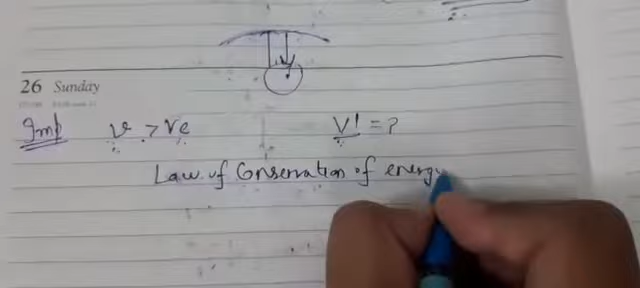 26 Sunday
Imp v > ve v' = ?
Law of Conservation of energy